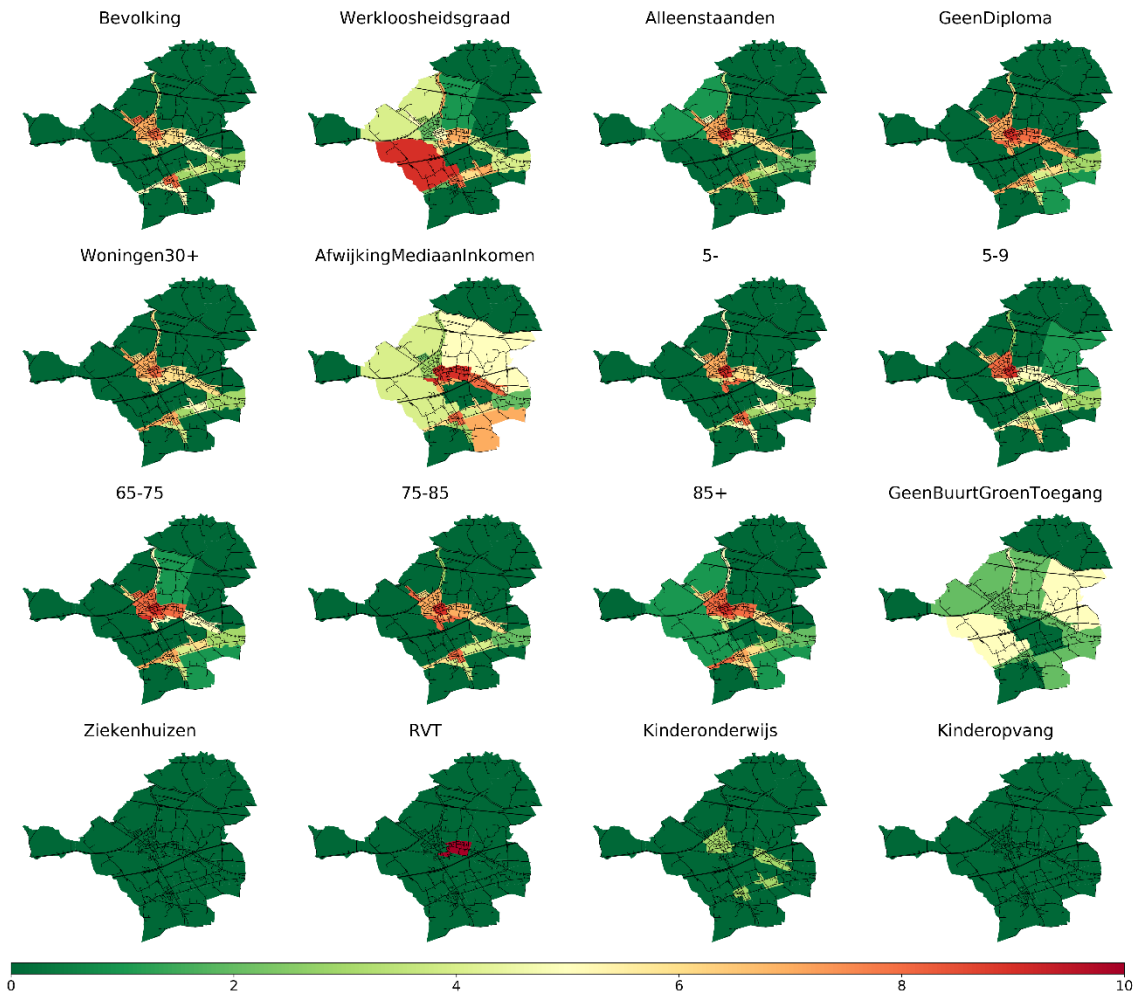 Bevolking
Werkloosheidsgraad
Alleenstaanden
GeenDiploma
Woningen30+
AfwijkingMediaanInkomen
5-
5-9
65-75
75-85
85+
GeenBuurtGroenToegang
Ziekenhuizen
RVT
Kinderonderwijs
Kinderopvang
0 2 4 6 8 10